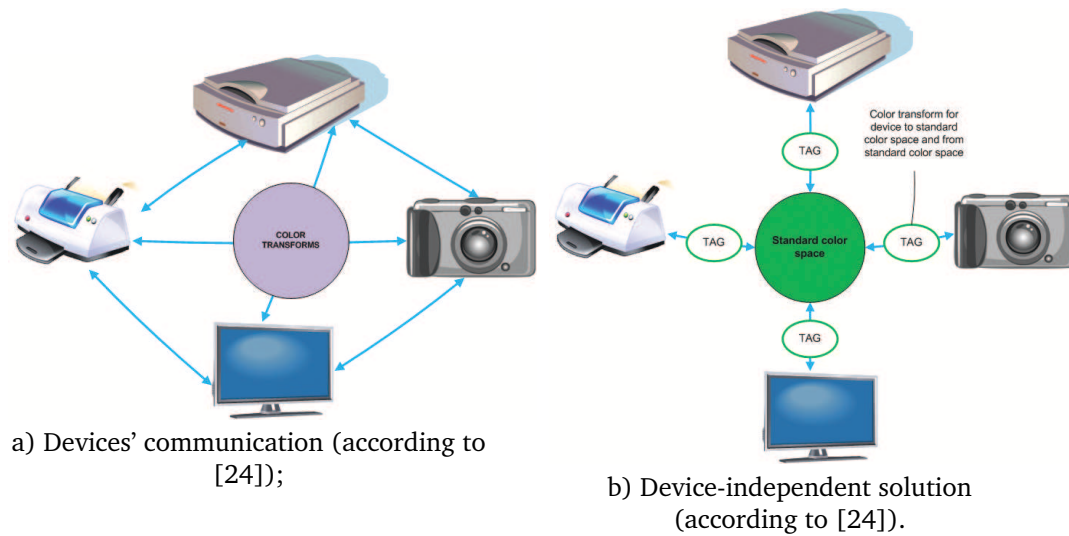 COLOR
TRANSFORMS
a) Devices’ communication (according to
[24]);
Color transform for
device to standard
color space and from
standard color space
TAG
TAG
Standard color
space
TAG
TAG
b) Device-independent solution
(according to [24]).